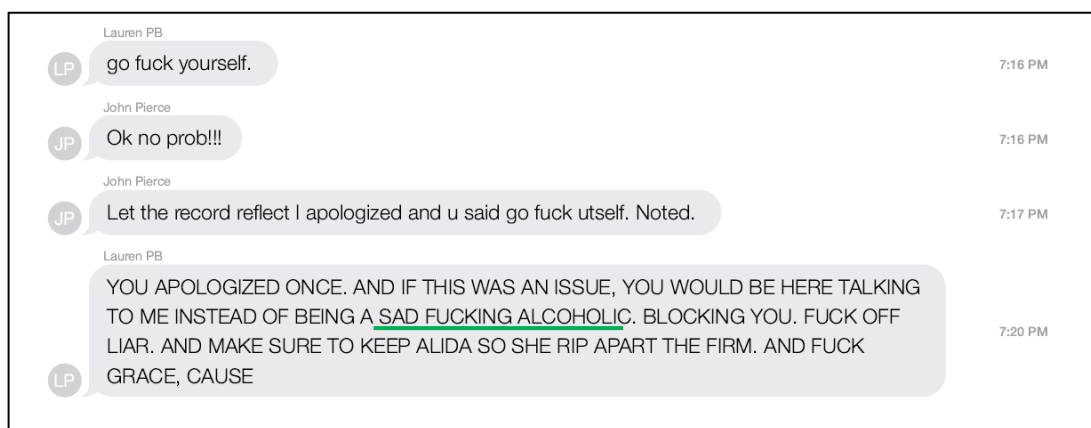 Lauren PB
LP
go fuck yourself.
7:16 PM
John Pierce
JP
Ok no prob!!!
7:16 PM
John Pierce
JP
Let the record reflect I apologized and u said go fuck utself. Noted.
7:17 PM
Lauren PB
YOU APOLOGIZED ONCE. AND IF THIS WAS AN ISSUE, YOU WOULD BE HERE TALKING
TO ME INSTEAD OF BEING A SAD FUCKING ALCOHOLIC. BLOCKING YOU. FUCK OFF
7:20 PM
LIAR. AND MAKE SURE TO KEEP ALIDA SO SHE RIP APART THE FIRM. AND FUCK
LP
GRACE, CAUSE